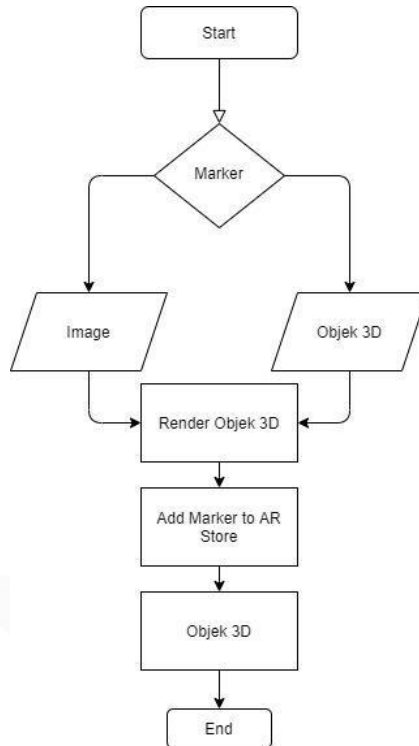 Start
Marker
Image
Objek 3D
Render Objek 3D
Add Marker to AR
Store
Objek 3D
End